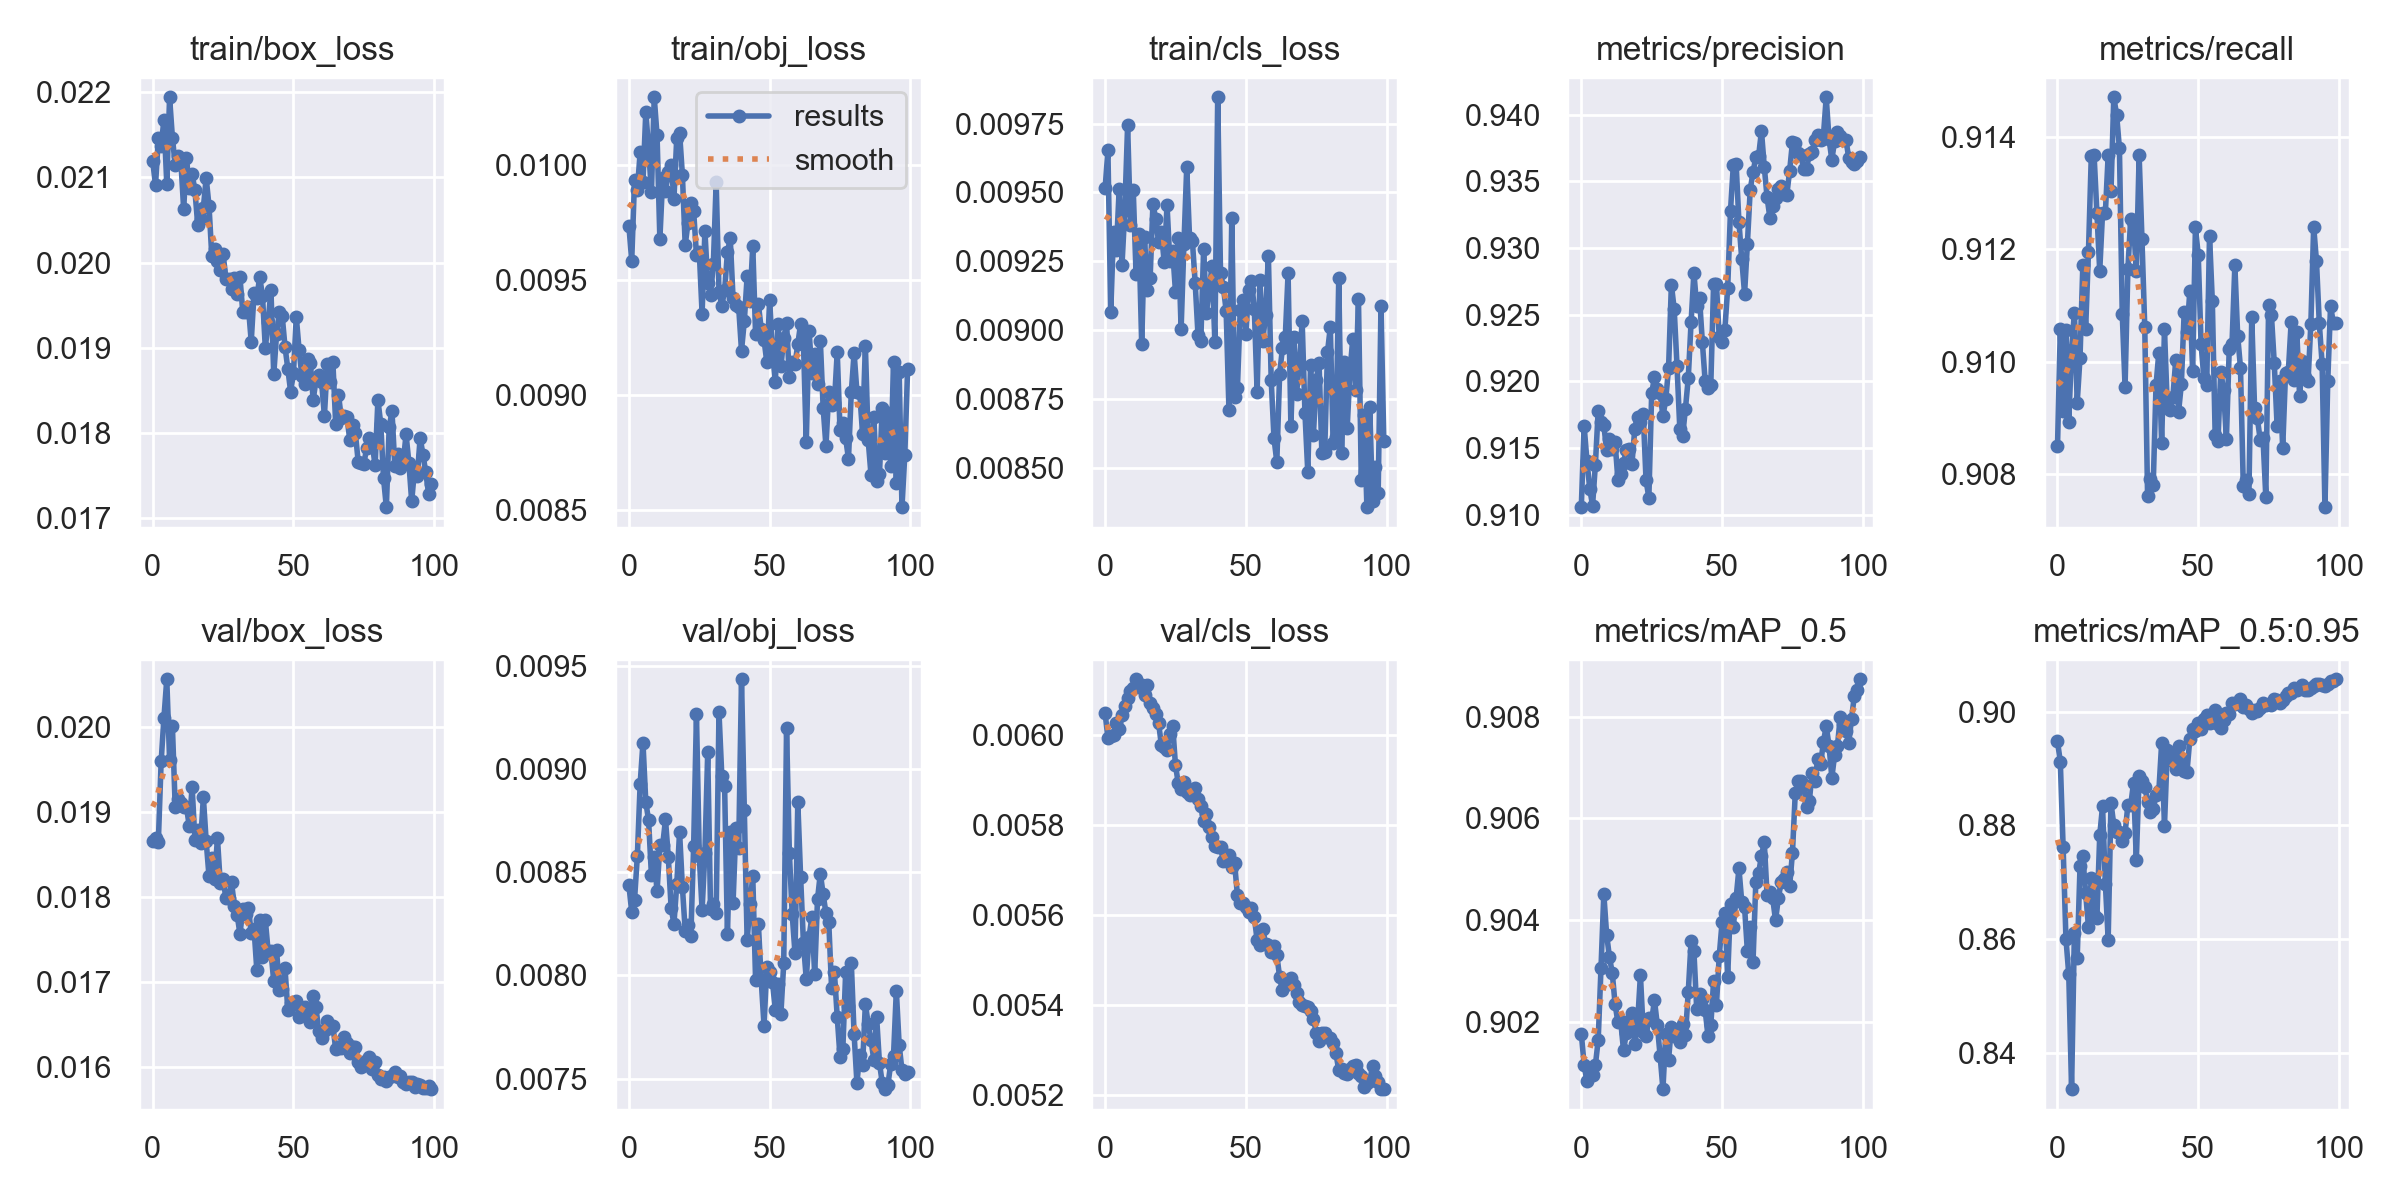 train/box_loss
0.022
0.021
0.020
0.019
0.018
0.017
0 50 100
train/obj_loss
results
smooth
0.0100
0.0095
0.0090
0.0085
0 50 100
train/cls_loss
0.00975
0.00950
0.00925
0.00900
0.00875
0.00850
0 50 100
metrics/precision
0.940
0.935
0.930
0.925
0.920
0.915
0.910
0 50 100
metrics/recall
0.914
0.912
0.910
0.908
0 50 100
val/box_loss
0.020
0.019
0.018
0.017
0.016
0 50 100
val/obj_loss
0.0095
0.0090
0.0085
0.0080
0.0075
0 50 100
val/cls_loss
0.0060
0.0058
0.0056
0.0054
0.0052
0 50 100
metrics/mAP_0.5
0.908
0.906
0.904
0.902
0 50 100
metrics/mAP_0.5:0.95
0.90
0.88
0.86
0.84
0 50 100